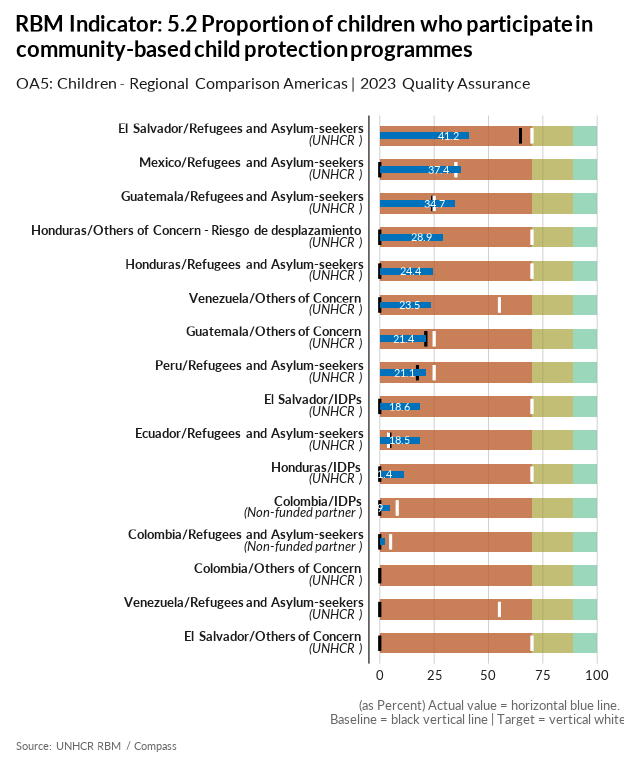 RBM Indicator: 5.2 Proportion of children who participate in
community-based child protection programmes
OA5: Children - Regional Comparison Americas | 2023 Quality Assurance
El Salvador/Refugees and Asylum-seekers
(UNHCR )
41.2
Mexico/Refugees and Asylum-seekers
(UNHCR )
37.4
Guatemala/Refugees and Asylum-seekers
(UNHCR )
34.7
Honduras/Others of Concern - Riesgo de desplazamiento
(UNHCR )
28.9
Honduras/Refugees and Asylum-seekers
(UNHCR )
24.4
Venezuela/Others of Concern
(UNHCR )
23.5
Guatemala/Others of Concern
(UNHCR )
21.4
Peru/Refugees and Asylum-seekers
(UNHCR )
21.1
El Salvador/IDPs
(UNHCR )
18.6
Ecuador/Refugees and Asylum-seekers
(UNHCR )
18.5
Honduras/IDPs
(UNHCR )
1.4
Colombia/IDPs
(Non-funded partner )
9
Colombia/Refugees and Asylum-seekers
(Non-funded partner )
Colombia/Others of Concern
(UNHCR )
Venezuela/Refugees and Asylum-seekers
(UNHCR )
El Salvador/Others of Concern
(UNHCR )
0 25 50 75 100
(as Percent) Actual value = horizontal blue line.
Baseline = black vertical line | Target = vertical white
Source: UNHCR RBM / Compass